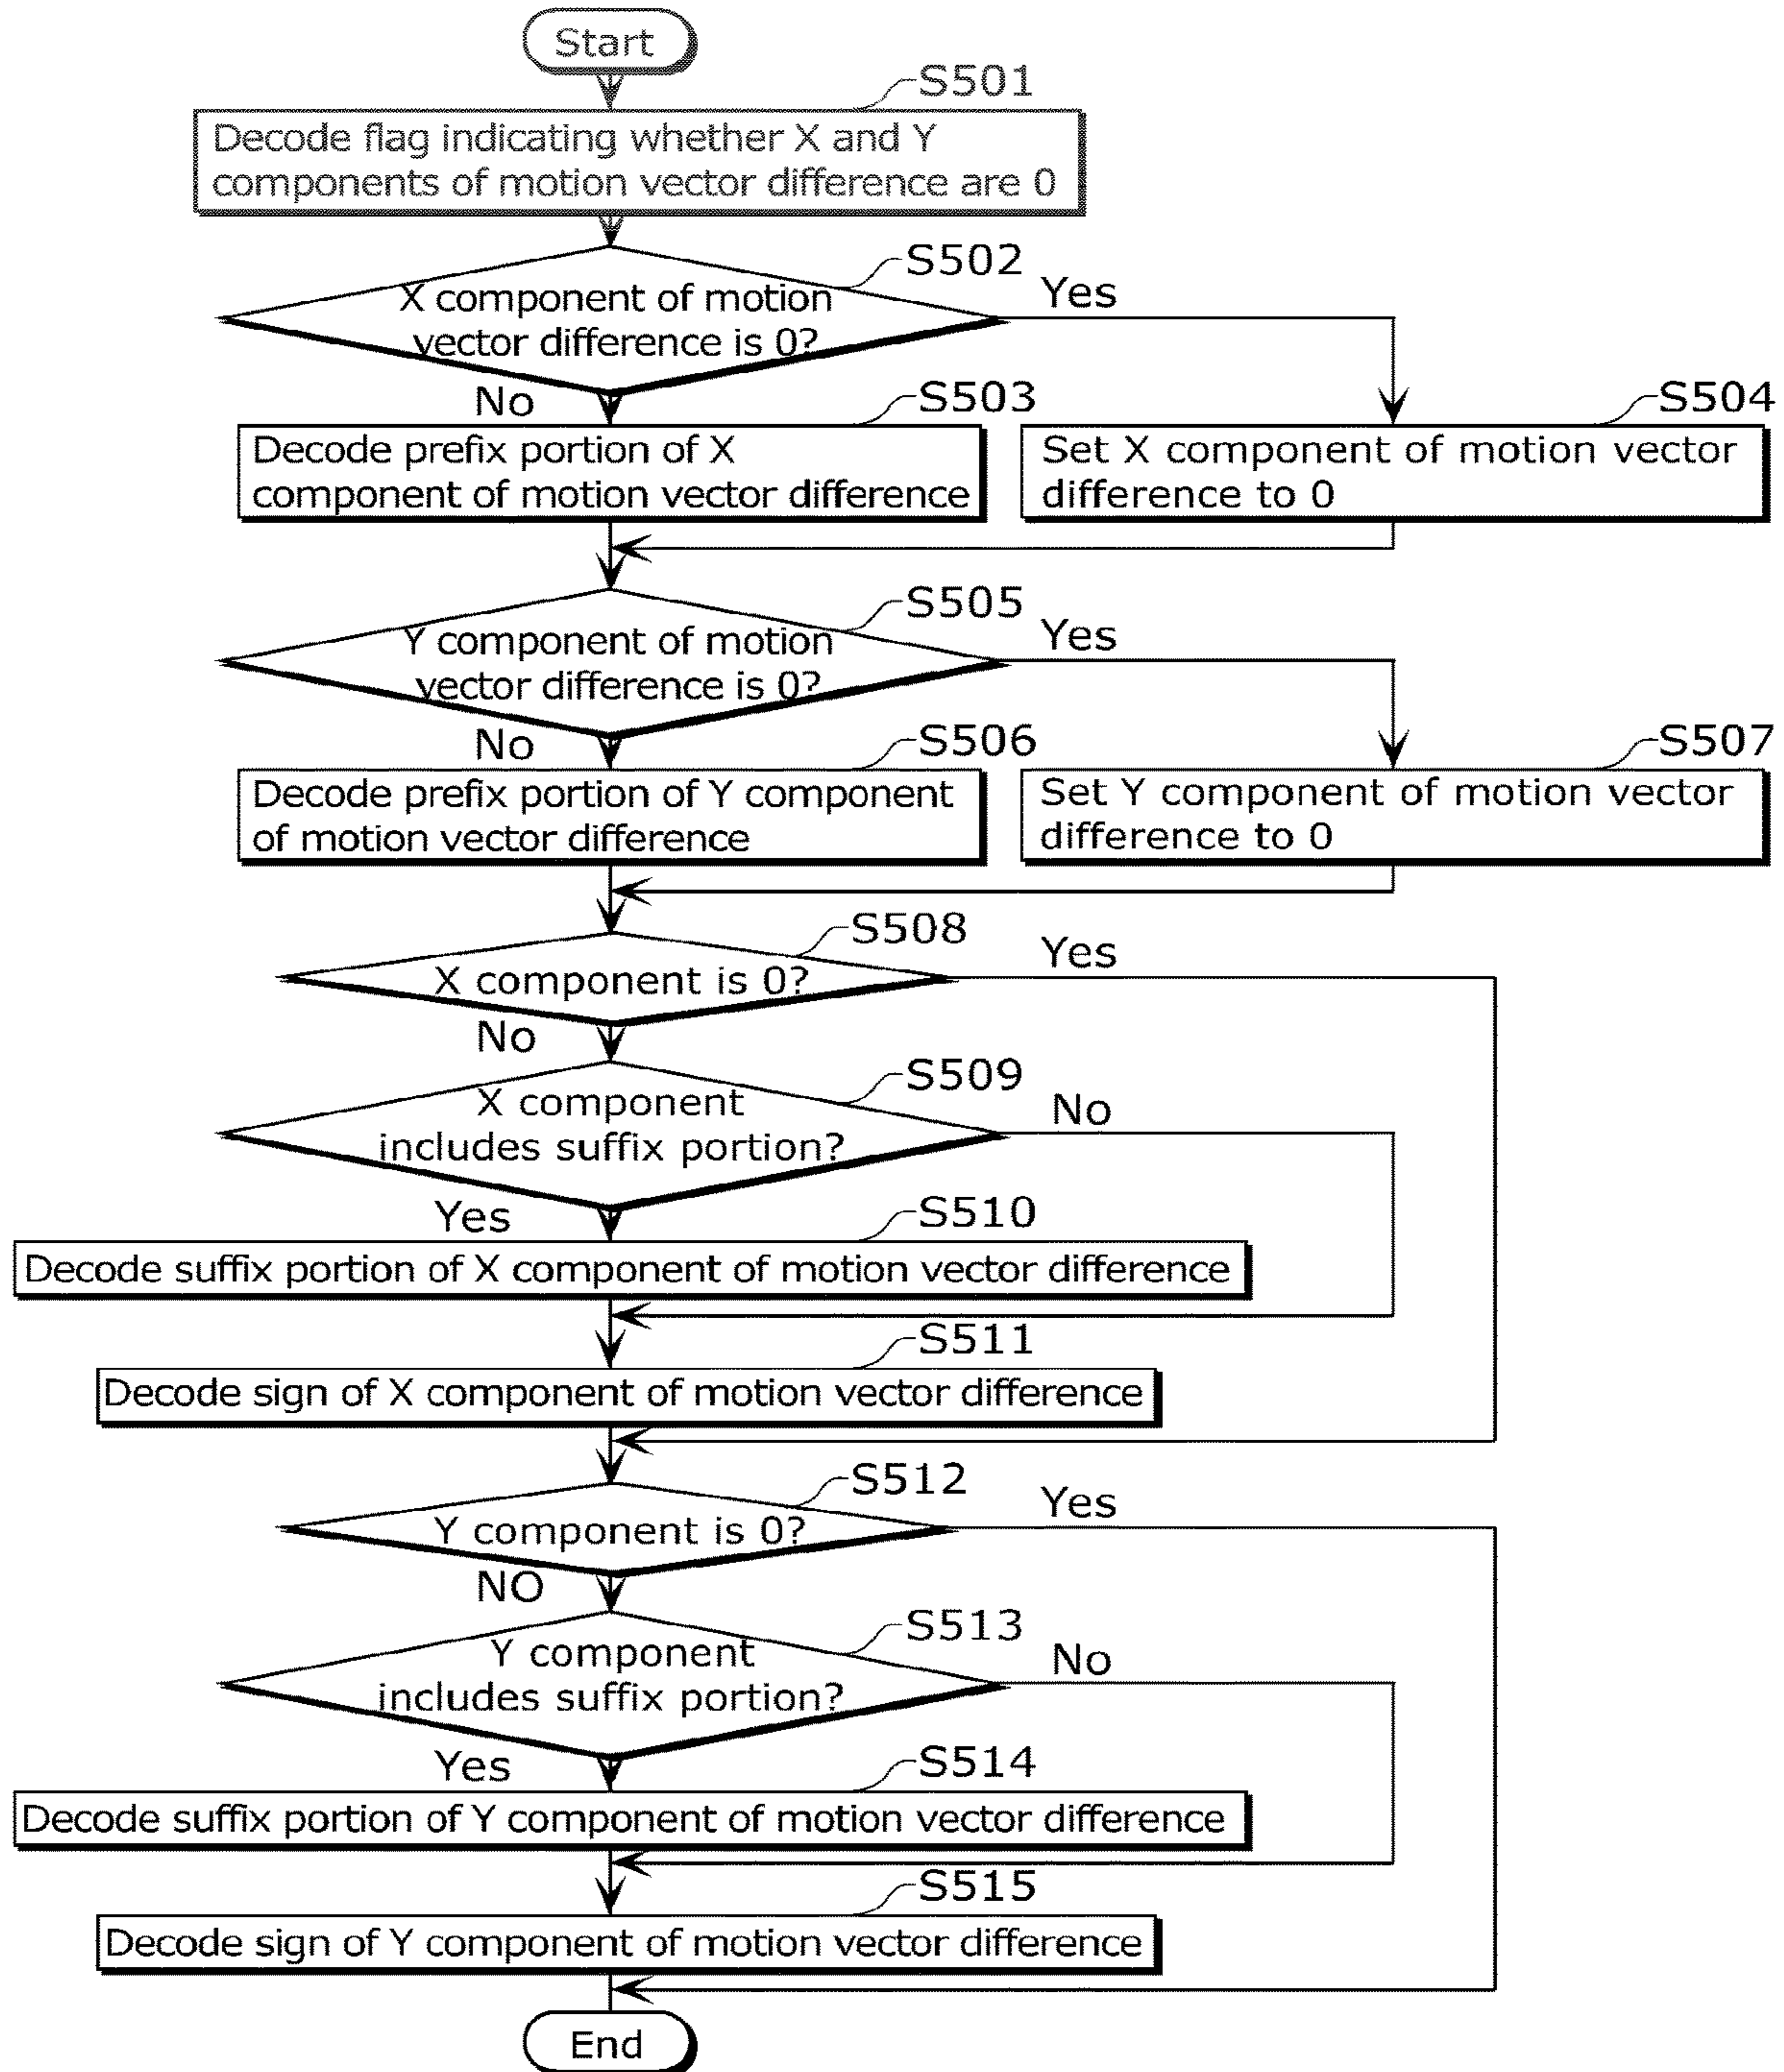 Start
S501
Decode flag indicating whether X and Y
components of motion vector difference are 0
S502
X component of motion
vector difference is 0?
Yes
No
S503
Decode prefix portion of X
component of motion vector difference
S504
Set X component of motion vector
difference to 0
S505
Y component of motion
vector difference is 0?
Yes
No
S506
Decode prefix portion of Y component
of motion vector difference
S507
Set Y component of motion vector
difference to 0
S508
X component is 0?
Yes
No
S509
X component
includes suffix portion?
No
Yes
S510
Decode suffix portion of X component of motion vector difference
S511
Decode sign of X component of motion vector difference
S512
Y component is 0?
Yes
NO
S513
Y component
includes suffix portion?
No
Yes
S514
Decode suffix portion of Y component of motion vector difference
S515
Decode sign of Y component of motion vector difference
End